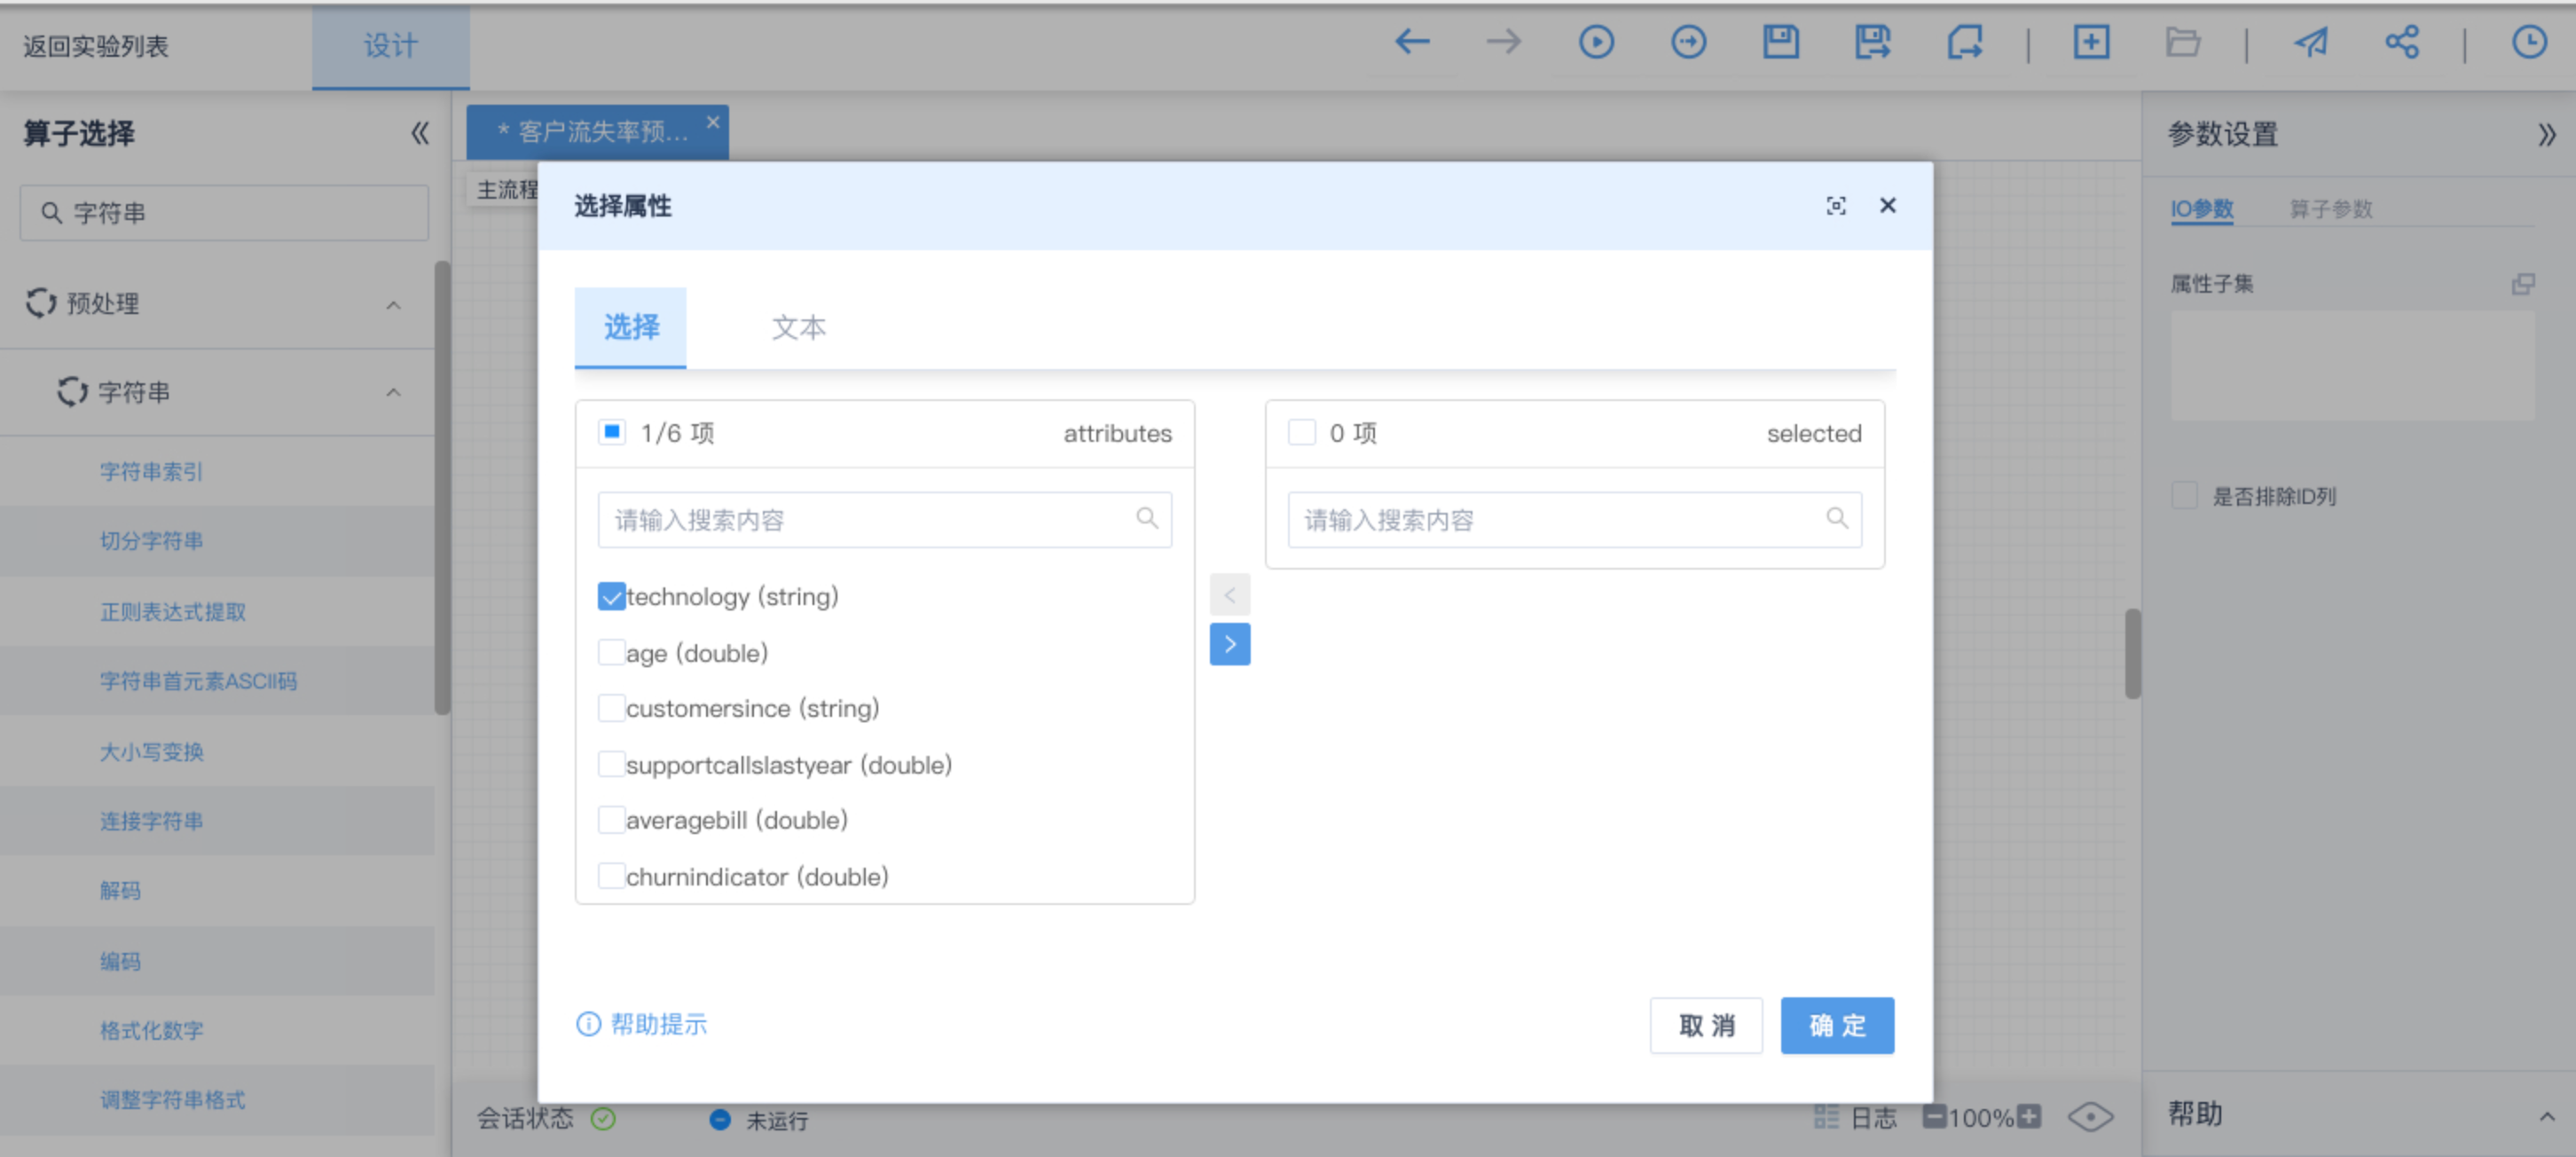 返回实验列表
设计
算子选择
字符串
预处理
字符串
字符串索引
切分字符串
正则表达式提取
字符串首元素ASCII码
大小写变换
连接字符串
解码
编码
格式化数字
调整字符串格式
* 客户流失率预...
主流程
选择属性
选择
文本
1/6 项
attributes
请输入搜索内容
technology (string)
age (double)
customersince (string)
supportcallslastyear (double)
averagebill (double)
churnindicator (double)
0 项
selected
请输入搜索内容
帮助提示
取 消
确 定
会话状态
未运行
日志
100%
参数设置
IO参数
算子参数
属性子集
是否排除ID列
帮助